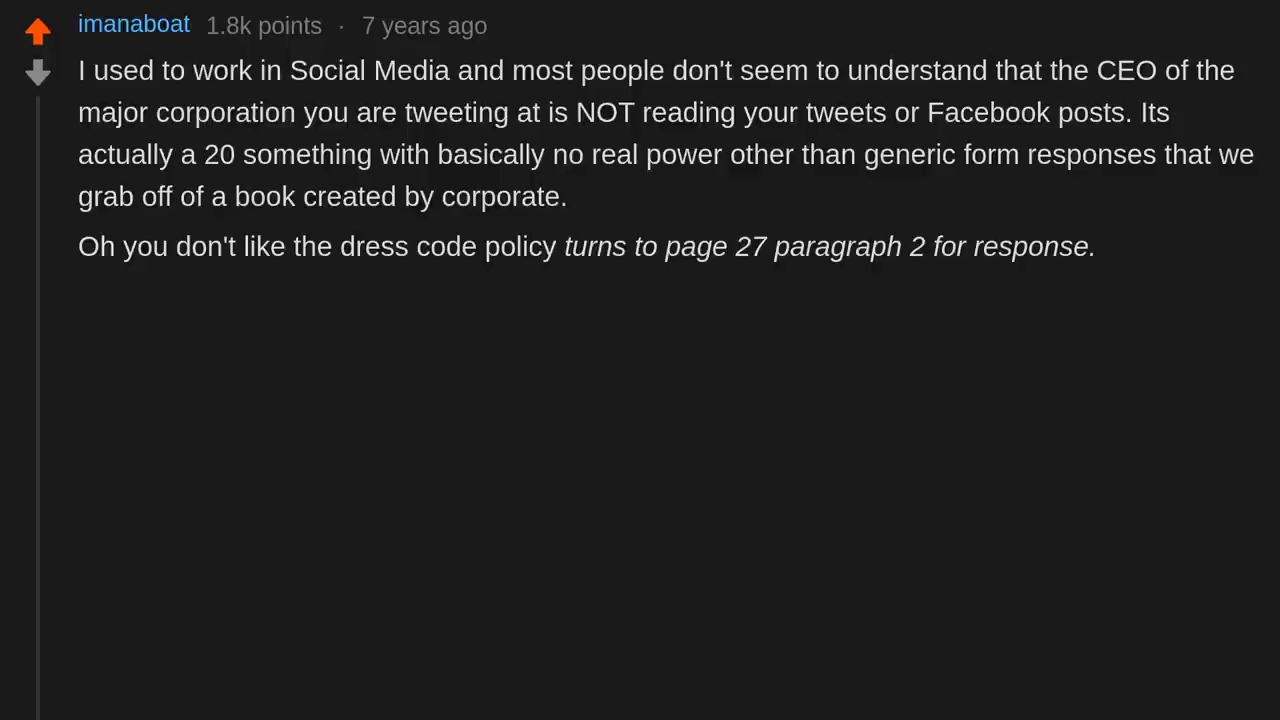 imanaboat 1.8k points · 7 years ago
I used to work in Social Media and most people don't seem to understand that the CEO of the
major corporation you are tweeting at is NOT reading your tweets or Facebook posts. Its
actually a 20 something with basically no real power other than generic form responses that we
grab off of a book created by corporate.
Oh you don't like the dress code policy turns to page 27 paragraph 2 for response.